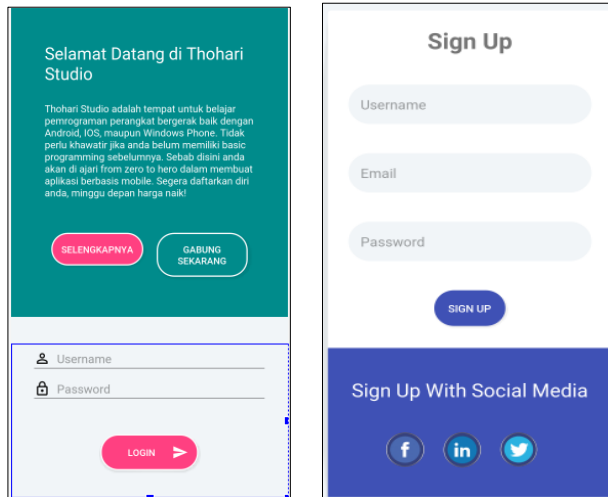 Selamat Datang di Thohari
Studio
Thohari Studio adalah tempat untuk belajar
pemrograman perangkat bergerak baik dengan
Android, IOS, maupun Windows Phone. Tidak
perlu khawatir jika anda belum memiliki basic
programming sebelumnya. Sebab disini anda
akan di ajari from zero to hero dalam membuat
aplikasi berbasis mobile. Segera daftarkan diri
anda, minggu depan harga naik!
SELENGKAPNYA
GABUNG
SEKARANG
Username
Password
LOGIN
Sign Up
Username
Email
Password
SIGN UP
Sign Up With Social Media
f
in